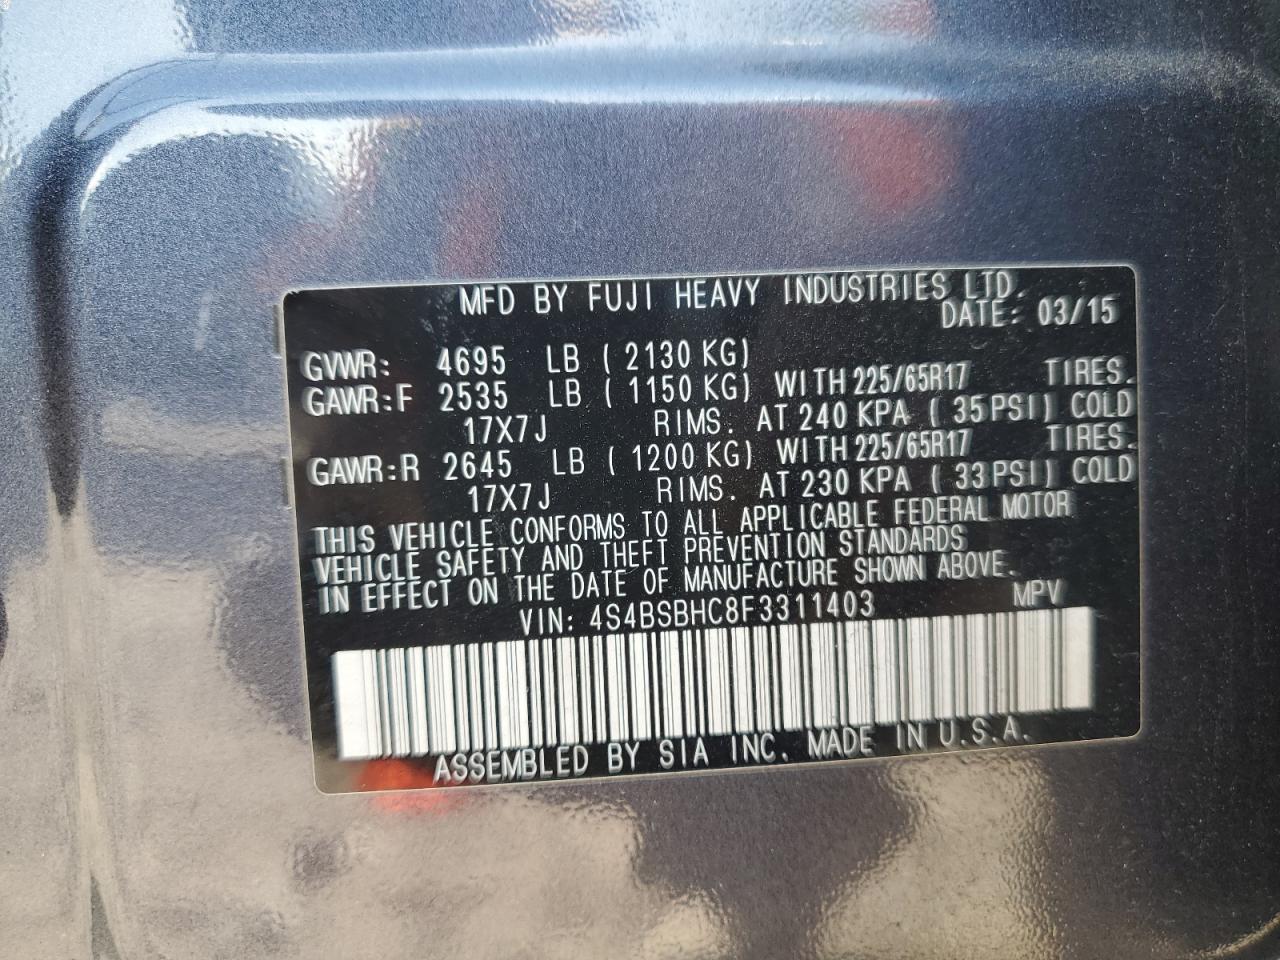 MFD BY FUJI HEAVY INDUSTRIES LTD.
DATE: 03/15
GVWR: 4695 LB ( 2130 KG)
GAWR:F 2535 LB ( 1150 KG) WITH 225/65R17 TIRES.
17X7J RIMS. AT 240 KPA ( 35 PSI) COLD
GAWR:R 2645 LB ( 1200 KG) WITH 225/65R17 TIRES.
17X7J RIMS. AT 230 KPA ( 33 PSI) COLD
THIS VEHICLE CONFORMS TO ALL APPLICABLE FEDERAL MOTOR
VEHICLE SAFETY AND THEFT PREVENTION STANDARDS
IN EFFECT ON THE DATE OF MANUFACTURE SHOWN ABOVE.
VIN: 4S4BSBHC8F3311403 MPV
ASSEMBLED BY SIA INC. MADE IN U.S.A.